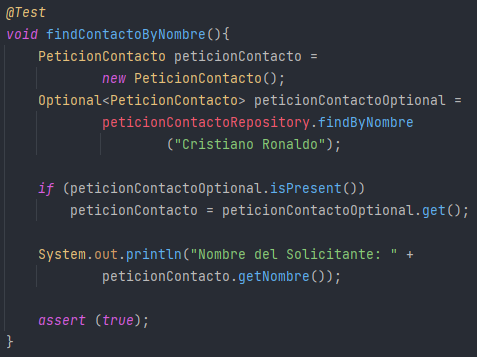 @Test
void findContactoByNombre(){
    PeticionContacto peticionContacto =
            new PeticionContacto();
    Optional<PeticionContacto> peticionContactoOptional =
            peticionContactoRepository.findByNombre
                    ("Cristiano Ronaldo");

    if (peticionContactoOptional.isPresent())
        peticionContacto = peticionContactoOptional.get();

    System.out.println("Nombre del Solicitante: " +
            peticionContacto.getNombre());

    assert (true);
}